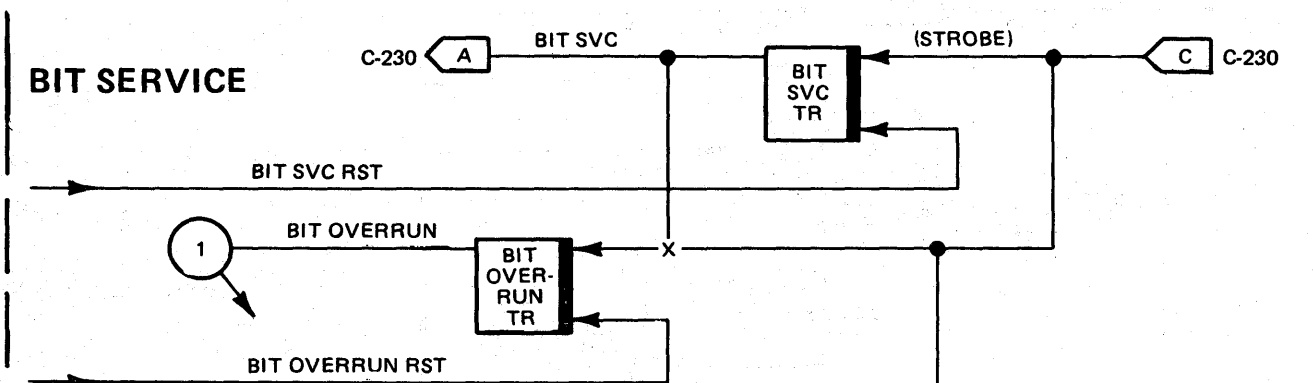 C-230 A BIT SVC (STROBE) C C-230
BIT SERVICE
BIT
SVC
TR
BIT SVC RST
1 BIT OVERRUN X
BIT
OVER-
RUN
TR
BIT OVERRUN RST